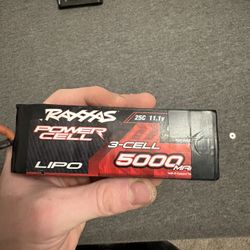 TRAXXAS
25C 11.1v
POWER
CELL
3-CELL
5000
MAH
LIPO